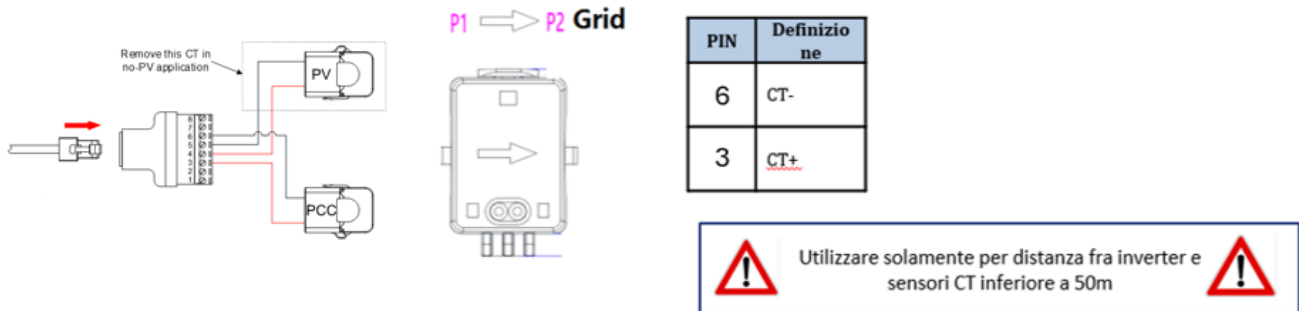 P1 P2 Grid
Remove this CT in
no-PV application
PV
8
7
6
5
4
3
2
1
PCC
PIN Definizio
ne
6 CT-
3 CT+
Utilizzare solamente per distanza fra inverter e
sensori CT inferiore a 50m